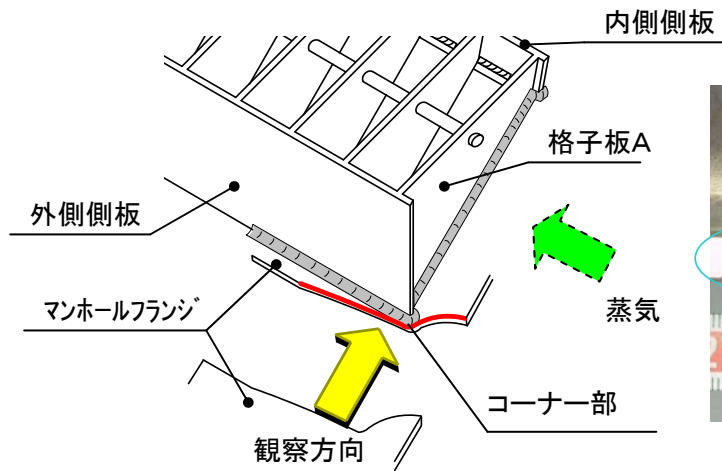 内側側板
格子板A
外側側板
マンホールフランジ
蒸気
コーナー部
観察方向
2